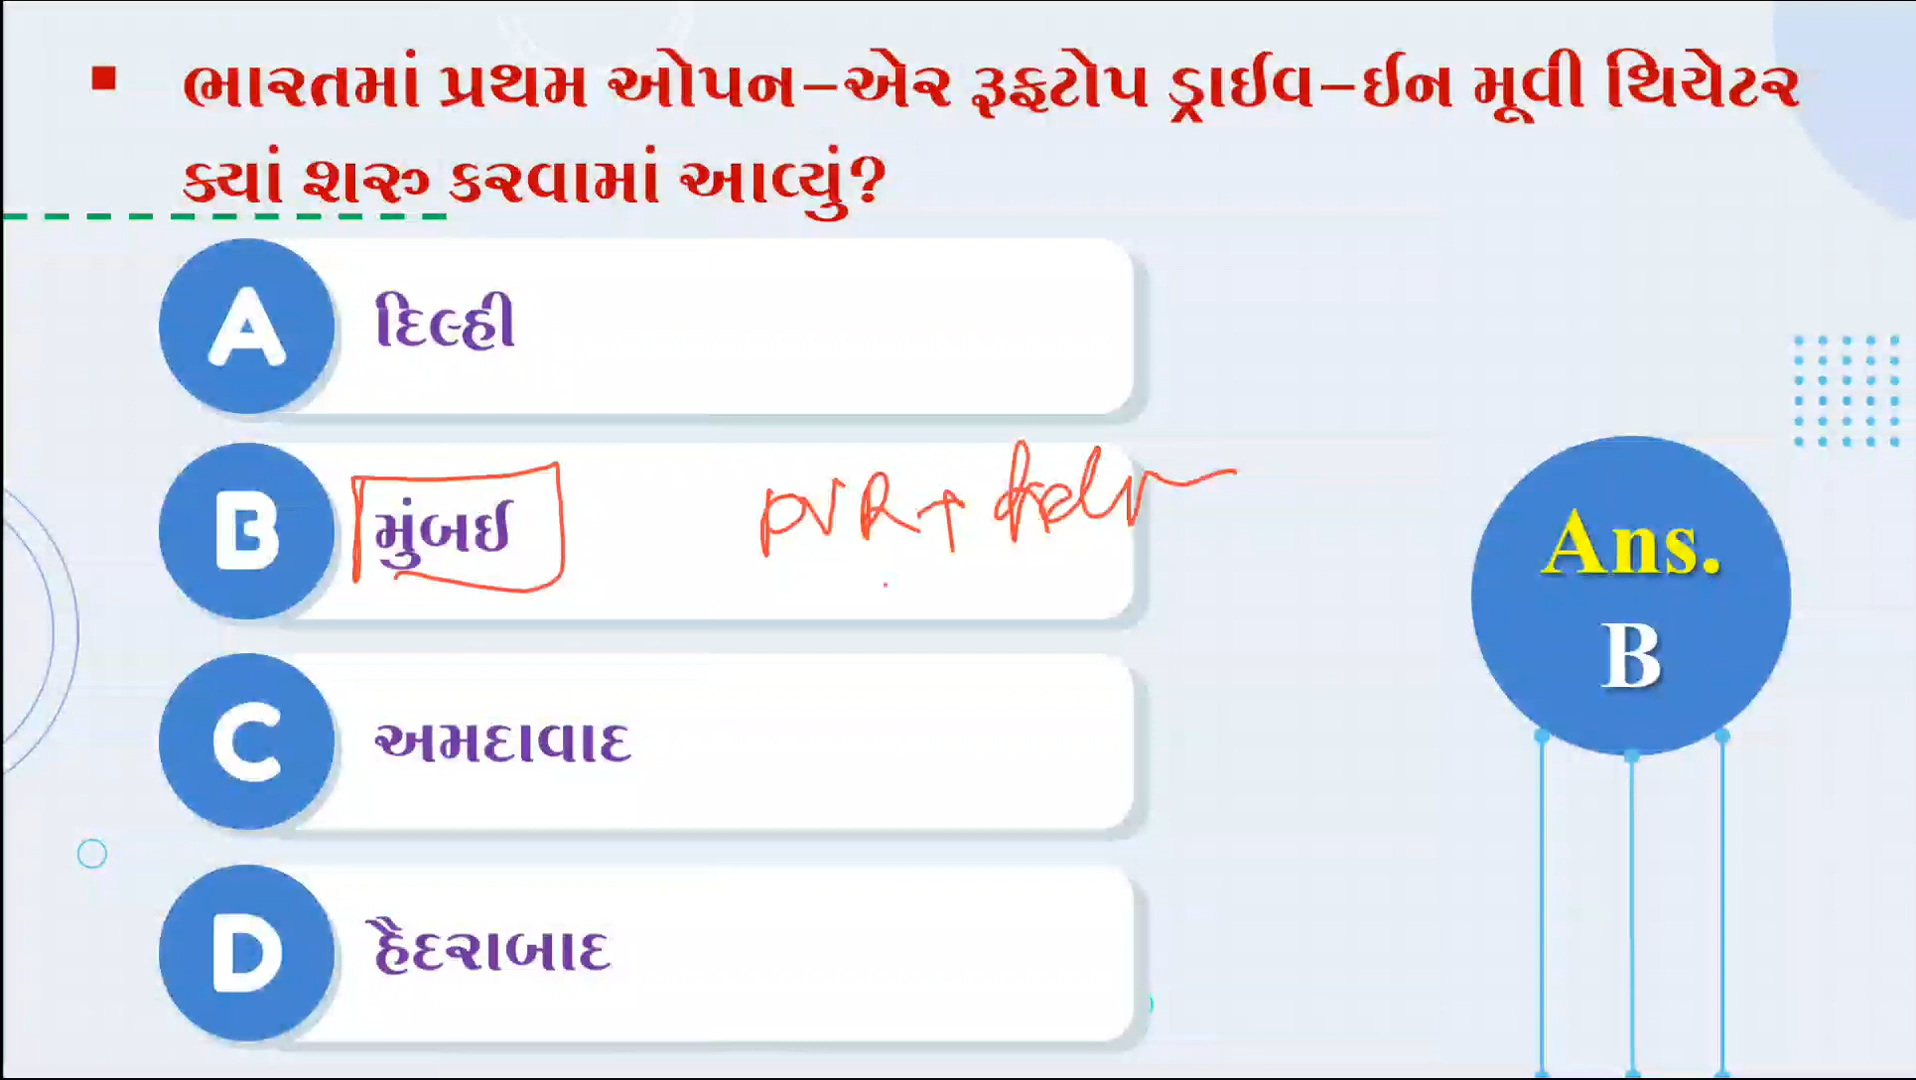 ▪ ભારતમાં પ્રથમ ઓપન-એર રૂફટોપ ડ્રાઈવ-ઈન મૂવી થિયેટર
ક્યાં શરુ કરવામાં આવ્યું?
A દિલ્હી
B મુંબઈ PVR
C અમદાવાદ
D હૈદરાબાદ
Ans.
B